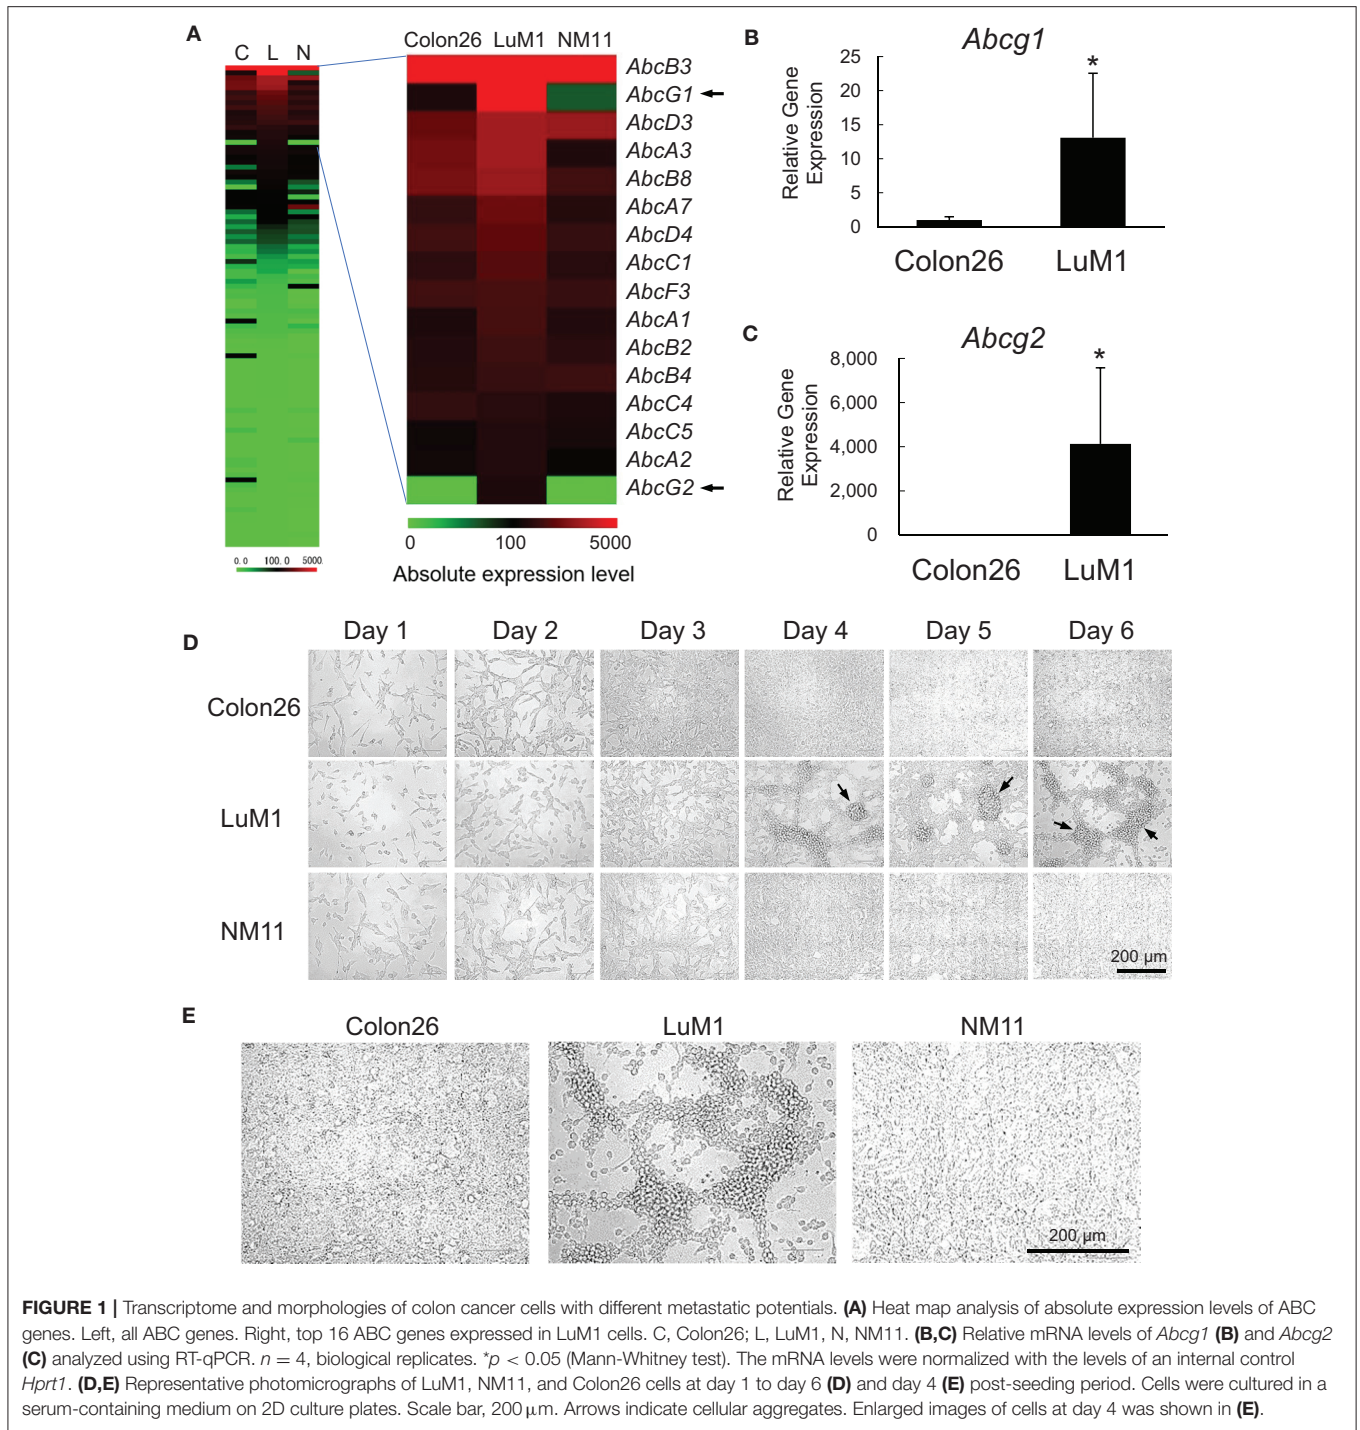 A
C L N
0.0 100.0 5000.
Colon26 LuM1 NM11
AbcB3
AbcG1
AbcD3
AbcA3
AbcB8
AbcA7
AbcD4
AbcC1
AbcF3
AbcA1
AbcB2
AbcB4
AbcC4
AbcC5
AbcA2
AbcG2
0 100 5000
Absolute expression level
B
Abcg1
Relative Gene
Expression
25
20
15
10
5
0
*
Colon26 LuM1
C
Abcg2
Relative Gene
Expression
8,000
6,000
4,000
2,000
0
*
Colon26 LuM1
D
Day 1 Day 2 Day 3 Day 4 Day 5 Day 6
Colon26
LuM1
NM11
200 µm
E
Colon26 LuM1 NM11
200 µm
FIGURE 1 | Transcriptome and morphologies of colon cancer cells with different metastatic potentials. (A) Heat map analysis of absolute expression levels of ABC
genes. Left, all ABC genes. Right, top 16 ABC genes expressed in LuM1 cells. C, Colon26; L, LuM1, N, NM11. (B,C) Relative mRNA levels of Abcg1 (B) and Abcg2
(C) analyzed using RT-qPCR. n = 4, biological replicates. *p < 0.05 (Mann-Whitney test). The mRNA levels were normalized with the levels of an internal control
Hprt1. (D,E) Representative photomicrographs of LuM1, NM11, and Colon26 cells at day 1 to day 6 (D) and day 4 (E) post-seeding period. Cells were cultured in a
serum-containing medium on 2D culture plates. Scale bar, 200 µm. Arrows indicate cellular aggregates. Enlarged images of cells at day 4 was shown in (E).